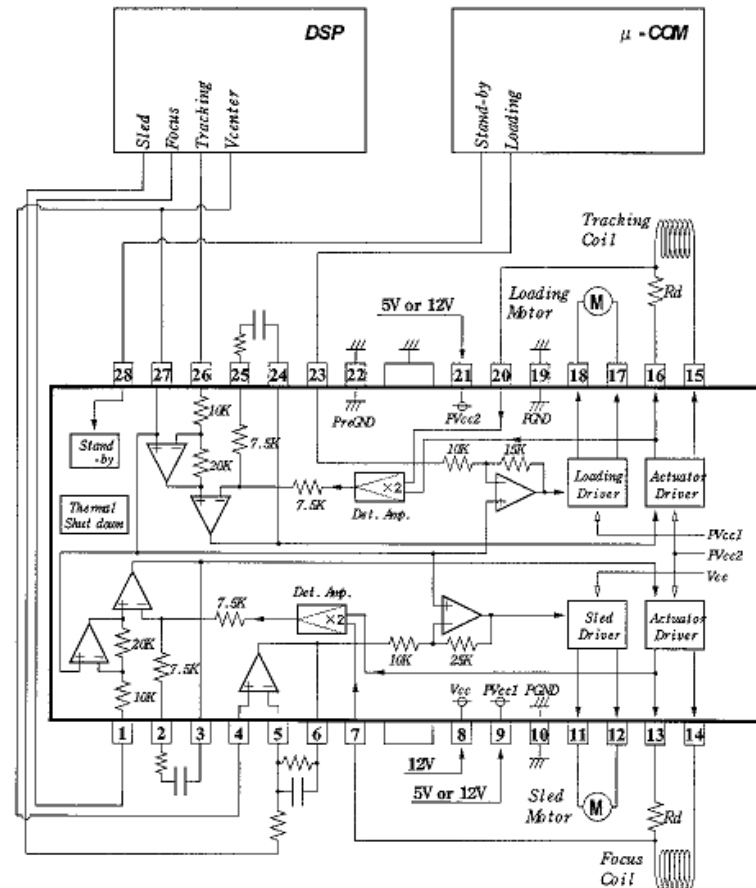 DSP
μ-COM
Sled
Focus
Tracking
Vcenter
Stand-by
Loading
Tracking
Coil
Loading
Motor
M
Rd
5V or 12V
28
27
26
25
24
23
22
21
20
19
18
17
16
15
PreGND
PVcc2
PGND
10K
20K
7.5K
7.5K
10K
15K
×2
Det. Amp.
Stand
-by
Thermal
Shut down
Loading
Driver
Actuator
Driver
PVcc1
PVcc2
Vcc
Det. Amp.
7.5K
×2
20K
7.5K
10K
10K
25K
Sled
Driver
Actuator
Driver
Vcc
PVcc1
PGND
1
2
3
4
5
6
7
8
9
10
11
12
13
14
12V
5V or 12V
Sled
Motor
M
Rd
Focus
Coil